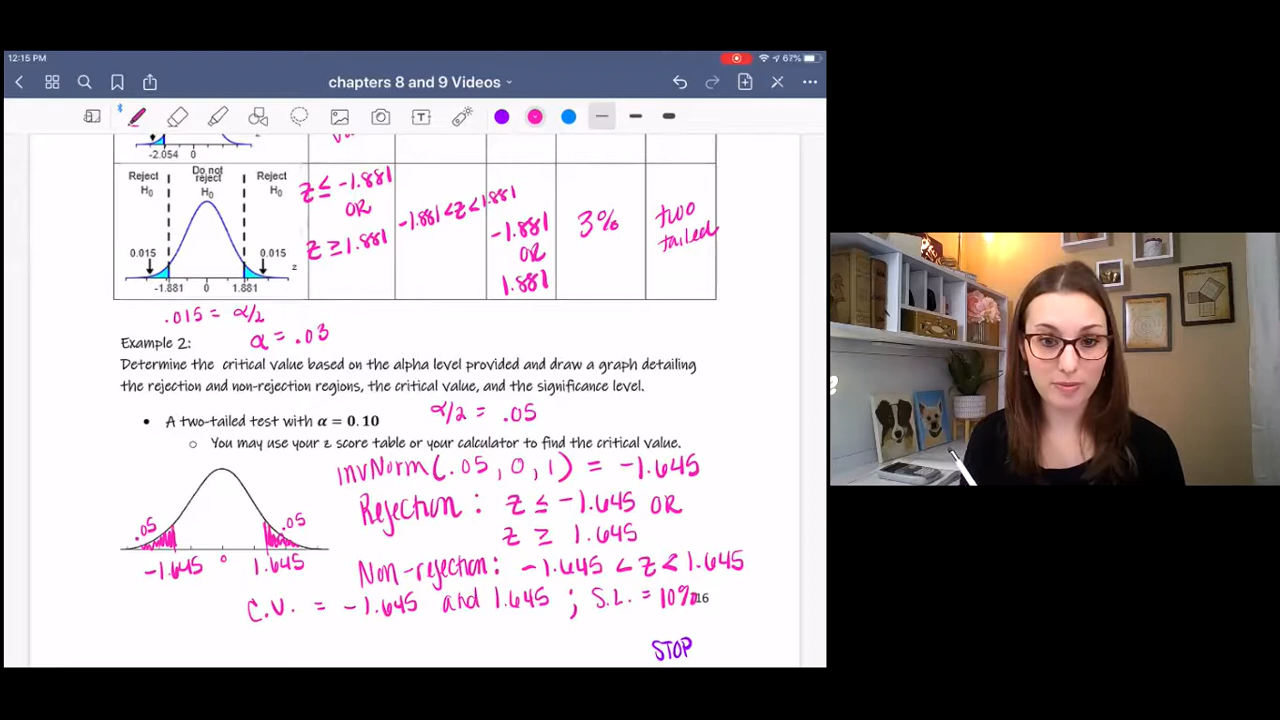 12:15 PM
67%
chapters 8 and 9 Videos
-2.054 0
Reject H0
Do not reject H0
Reject H0
0.015
0.015
z
-1.881 0 1.881
z ≤ -1.881
OR
z ≥ 1.881
-1.881 < z < 1.881
-1.881
OR
1.881
3%
two tailed
.015 = α/2
α = .03
Example 2:
Determine the critical value based on the alpha level provided and draw a graph detailing
the rejection and non-rejection regions, the critical value, and the significance level.
α/2 = .05
• A two-tailed test with α = 0.10
o You may use your z score table or your calculator to find the critical value.
invNorm(.05, 0, 1) = -1.645
Rejection: z ≤ -1.645 OR
z ≥ 1.645
.05
.05
-1.645 0 1.645
Non-rejection: -1.645 < z < 1.645
C.V. = -1.645 and 1.645 ; S.L. = 10%
16
STOP